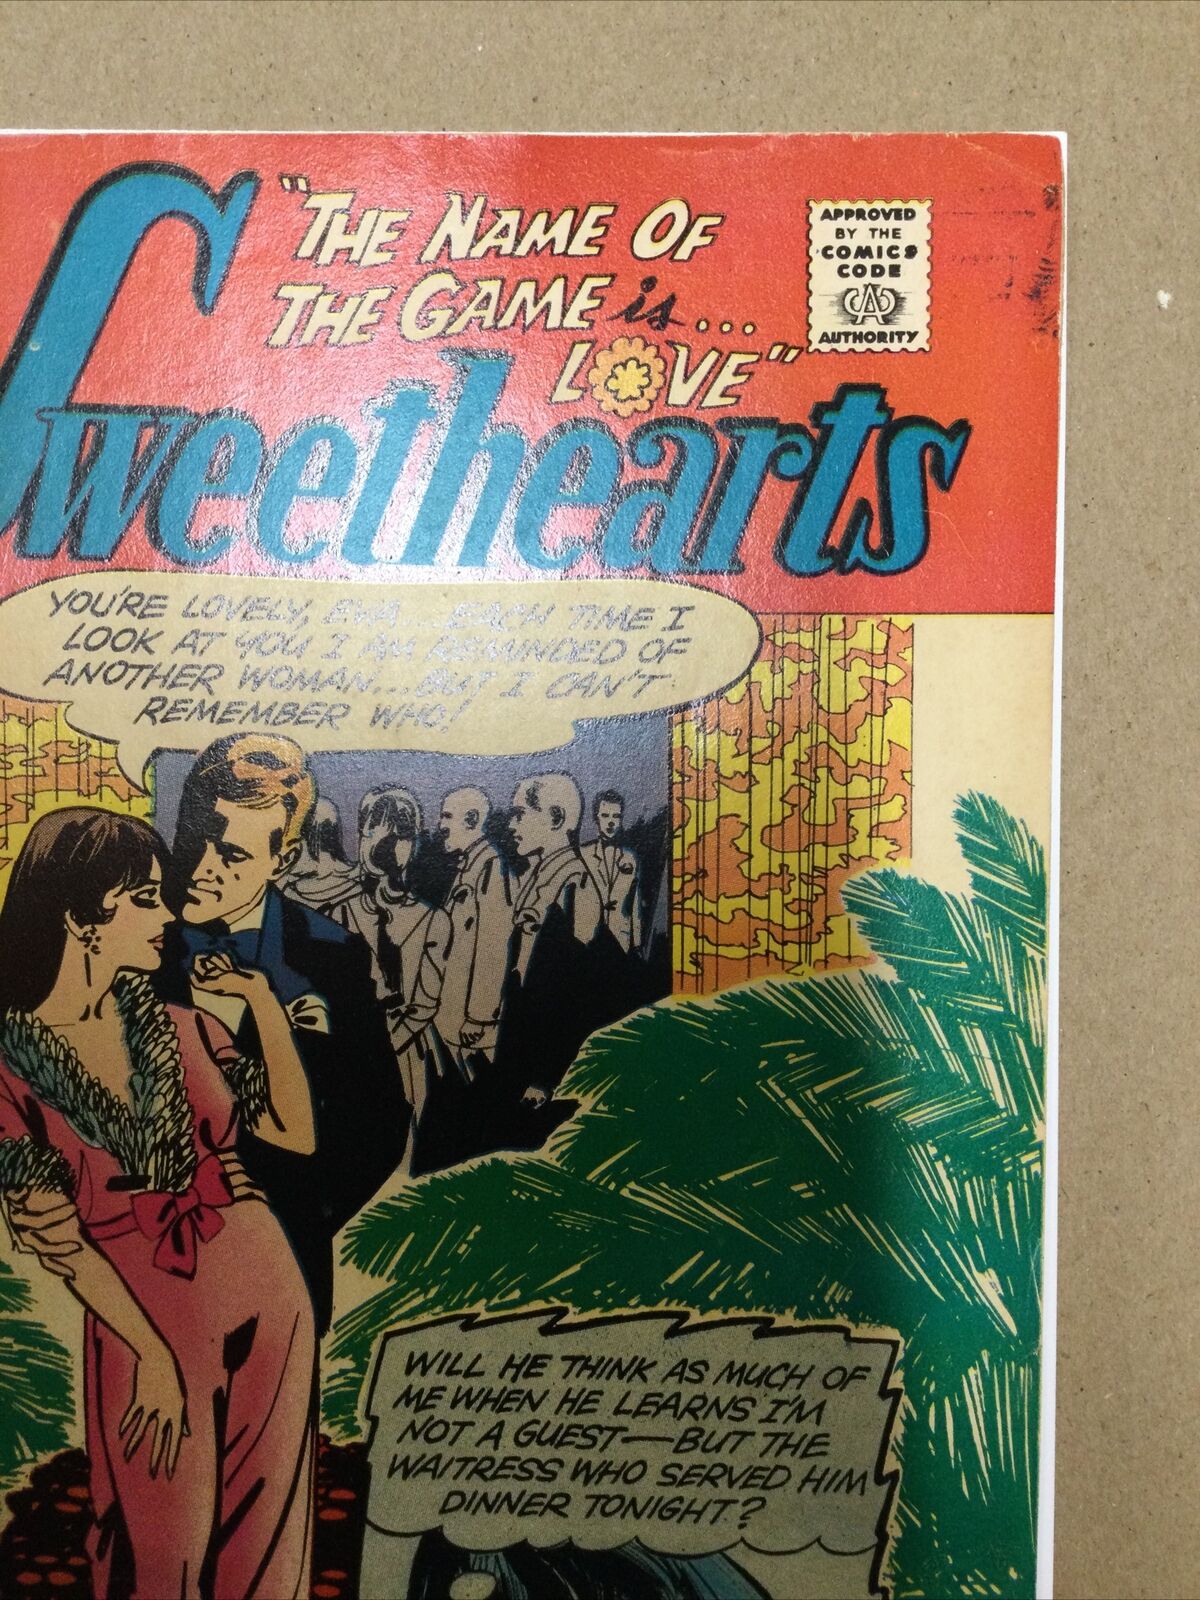 "THE NAME OF
THE GAME is...
LOVE"
APPROVED
BY THE
COMICS
CODE
CAA
AUTHORITY
Sweethearts
YOU'RE LOVELY, EVA...EACH TIME I
LOOK AT YOU I AM REMINDED OF
ANOTHER WOMAN...BUT I CAN'T
REMEMBER WHO!
WILL HE THINK AS MUCH OF
ME WHEN HE LEARNS I'M
NOT A GUEST—BUT THE
WAITRESS WHO SERVED HIM
DINNER TONIGHT?